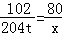 102/204t = 80/x